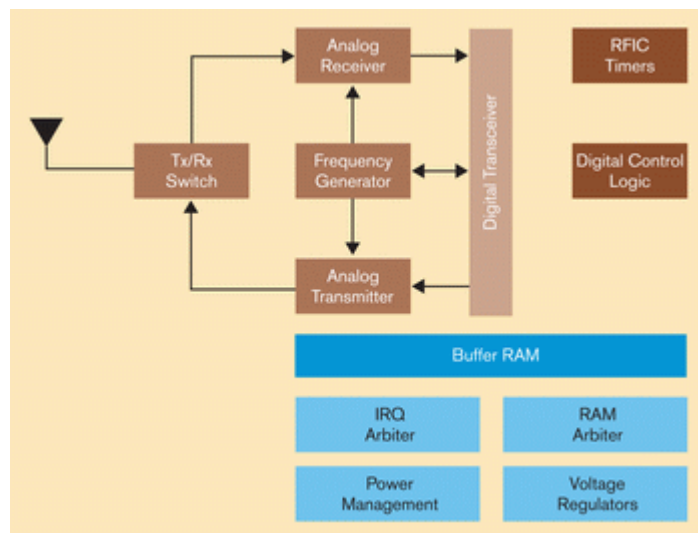 Analog
Receiver
RFIC
Timers
Tx/Rx
Switch
Frequency
Generator
Digital Transceiver
Digital Control
Logic
Analog
Transmitter
Buffer RAM
IRQ
Arbiter
RAM
Arbiter
Power
Management
Voltage
Regulators